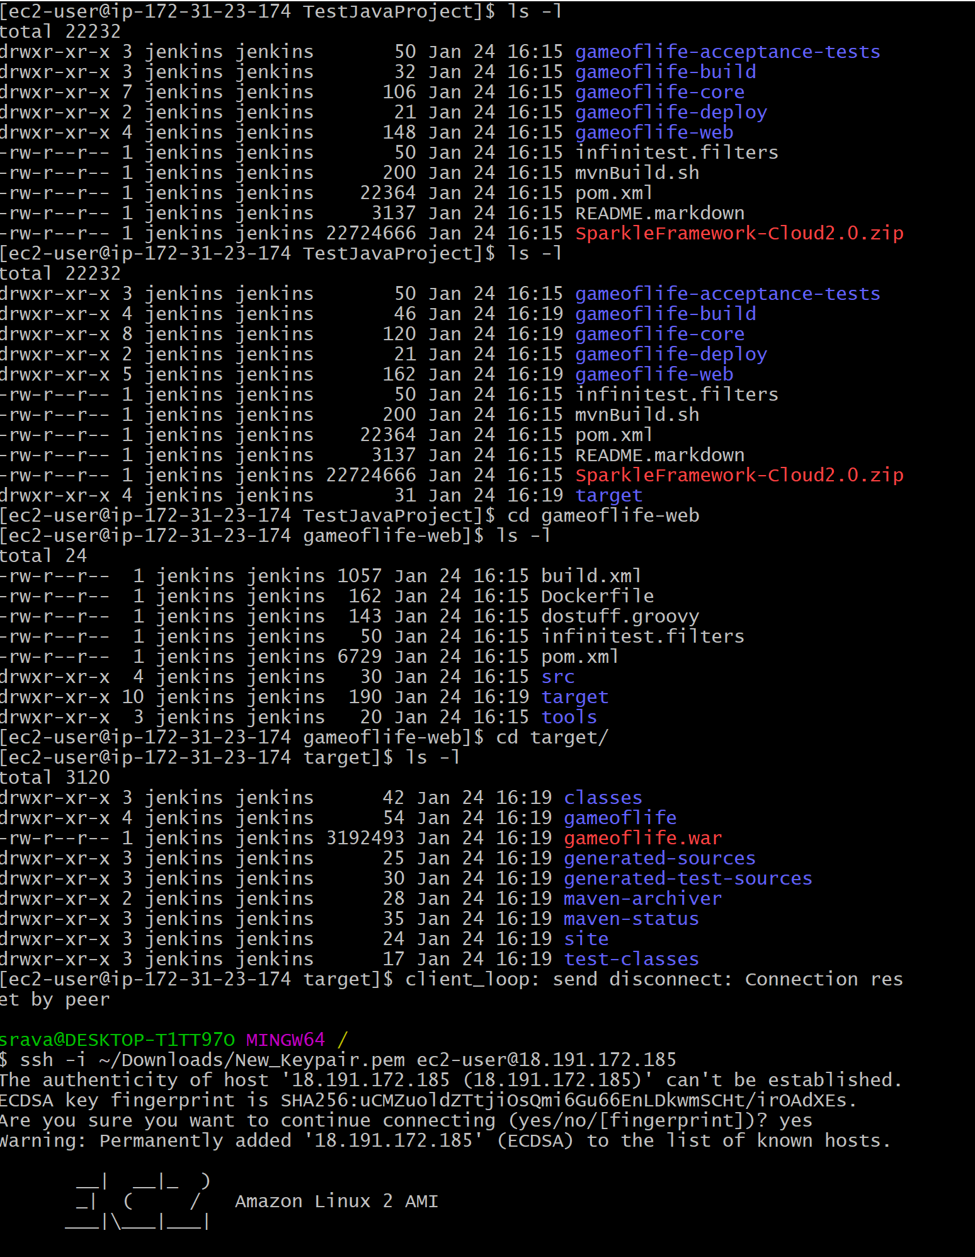 [ec2-user@ip-172-31-23-174 TestJavaProject]$ ls -l
total 22232
drwxr-xr-x 3 jenkins jenkins       50 Jan 24 16:15 gameoflife-acceptance-tests
drwxr-xr-x 3 jenkins jenkins       32 Jan 24 16:15 gameoflife-build
drwxr-xr-x 7 jenkins jenkins      106 Jan 24 16:15 gameoflife-core
drwxr-xr-x 2 jenkins jenkins       21 Jan 24 16:15 gameoflife-deploy
drwxr-xr-x 4 jenkins jenkins      148 Jan 24 16:15 gameoflife-web
-rw-r--r-- 1 jenkins jenkins       50 Jan 24 16:15 infinitest.filters
-rw-r--r-- 1 jenkins jenkins      200 Jan 24 16:15 mvnBuild.sh
-rw-r--r-- 1 jenkins jenkins    22364 Jan 24 16:15 pom.xml
-rw-r--r-- 1 jenkins jenkins     3137 Jan 24 16:15 README.markdown
-rw-r--r-- 1 jenkins jenkins 22724666 Jan 24 16:15 SparkleFramework-Cloud2.0.zip
[ec2-user@ip-172-31-23-174 TestJavaProject]$ ls -l
total 22232
drwxr-xr-x 3 jenkins jenkins       50 Jan 24 16:15 gameoflife-acceptance-tests
drwxr-xr-x 4 jenkins jenkins       46 Jan 24 16:19 gameoflife-build
drwxr-xr-x 8 jenkins jenkins      120 Jan 24 16:19 gameoflife-core
drwxr-xr-x 2 jenkins jenkins       21 Jan 24 16:15 gameoflife-deploy
drwxr-xr-x 5 jenkins jenkins      162 Jan 24 16:19 gameoflife-web
-rw-r--r-- 1 jenkins jenkins       50 Jan 24 16:15 infinitest.filters
-rw-r--r-- 1 jenkins jenkins      200 Jan 24 16:15 mvnBuild.sh
-rw-r--r-- 1 jenkins jenkins    22364 Jan 24 16:15 pom.xml
-rw-r--r-- 1 jenkins jenkins     3137 Jan 24 16:15 README.markdown
-rw-r--r-- 1 jenkins jenkins 22724666 Jan 24 16:15 SparkleFramework-Cloud2.0.zip
drwxr-xr-x 4 jenkins jenkins       31 Jan 24 16:19 target
[ec2-user@ip-172-31-23-174 TestJavaProject]$ cd gameoflife-web
[ec2-user@ip-172-31-23-174 gameoflife-web]$ ls -l
total 24
-rw-r--r--  1 jenkins jenkins 1057 Jan 24 16:15 build.xml
-rw-r--r--  1 jenkins jenkins  162 Jan 24 16:15 Dockerfile
-rw-r--r--  1 jenkins jenkins  143 Jan 24 16:15 dostuff.groovy
-rw-r--r--  1 jenkins jenkins   50 Jan 24 16:15 infinitest.filters
-rw-r--r--  1 jenkins jenkins 6729 Jan 24 16:15 pom.xml
drwxr-xr-x  4 jenkins jenkins   30 Jan 24 16:15 src
drwxr-xr-x 10 jenkins jenkins  190 Jan 24 16:19 target
drwxr-xr-x  3 jenkins jenkins   20 Jan 24 16:15 tools
[ec2-user@ip-172-31-23-174 gameoflife-web]$ cd target/
[ec2-user@ip-172-31-23-174 target]$ ls -l
total 3120
drwxr-xr-x 3 jenkins jenkins      42 Jan 24 16:19 classes
drwxr-xr-x 4 jenkins jenkins      54 Jan 24 16:19 gameoflife
-rw-r--r-- 1 jenkins jenkins 3192493 Jan 24 16:19 gameoflife.war
drwxr-xr-x 3 jenkins jenkins      25 Jan 24 16:19 generated-sources
drwxr-xr-x 3 jenkins jenkins      30 Jan 24 16:19 generated-test-sources
drwxr-xr-x 2 jenkins jenkins      28 Jan 24 16:19 maven-archiver
drwxr-xr-x 3 jenkins jenkins      35 Jan 24 16:19 maven-status
drwxr-xr-x 3 jenkins jenkins      24 Jan 24 16:19 site
drwxr-xr-x 3 jenkins jenkins      17 Jan 24 16:19 test-classes
[ec2-user@ip-172-31-23-174 target]$ client_loop: send disconnect: Connection res
et by peer
srava@DESKTOP-T1TT97O MINGW64 /
$ ssh -i ~/Downloads/New_Keypair.pem ec2-user@18.191.172.185
The authenticity of host '18.191.172.185 (18.191.172.185)' can't be established.
ECDSA key fingerprint is SHA256:uCMZuoldZTtjiOsQmi6Gu66EnLDkwmSCHt/irOAdXEs.
Are you sure you want to continue connecting (yes/no/[fingerprint])? yes
Warning: Permanently added '18.191.172.185' (ECDSA) to the list of known hosts.
       __|  __|_  )
       _|  (     /   Amazon Linux 2 AMI
      ___|\___|___|